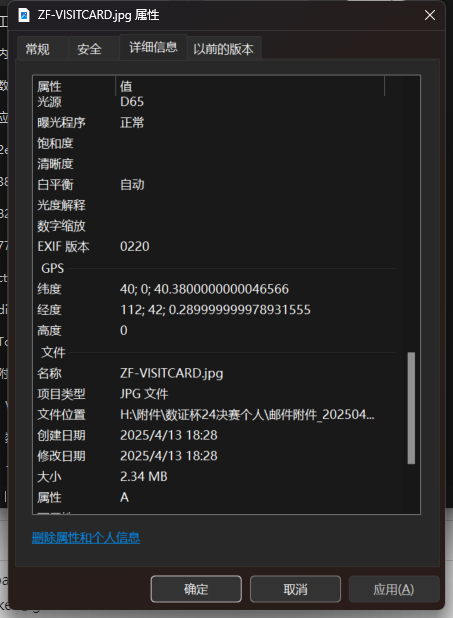 ZF-VISITCARD.jpg 属性
常规 安全 详细信息 以前的版本
属性 值
光源 D65
曝光程序 正常
饱和度
清晰度
白平衡 自动
光度解释
数字缩放
EXIF 版本 0220
GPS
纬度 40; 0; 40.3800000000046566
经度 112; 42; 0.289999999978931555
高度 0
文件
名称 ZF-VISITCARD.jpg
项目类型 JPG 文件
文件位置 H:\附件\数证杯24决赛个人\邮件附件_202504...
创建日期 2025/4/13 18:28
修改日期 2025/4/13 18:28
大小 2.34 MB
属性 A
删除属性和个人信息
确定 取消 应用(A)